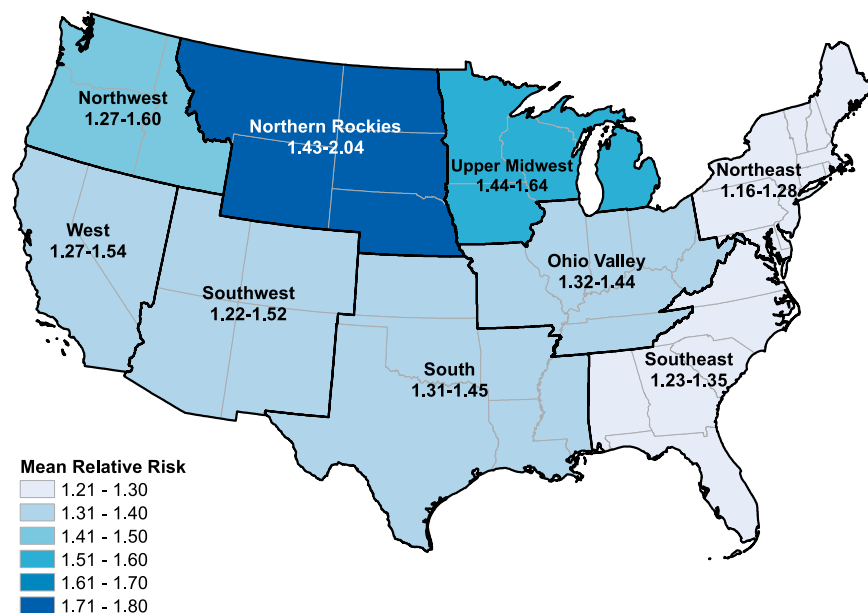 Northwest
1.27-1.60
Northern Rockies
1.43-2.04
Upper Midwest
1.44-1.64
Northeast
1.16-1.28
West
1.27-1.54
Southwest
1.22-1.52
Ohio Valley
1.32-1.44
South
1.31-1.45
Southeast
1.23-1.35
Mean Relative Risk
1.21 - 1.30
1.31 - 1.40
1.41 - 1.50
1.51 - 1.60
1.61 - 1.70
1.71 - 1.80